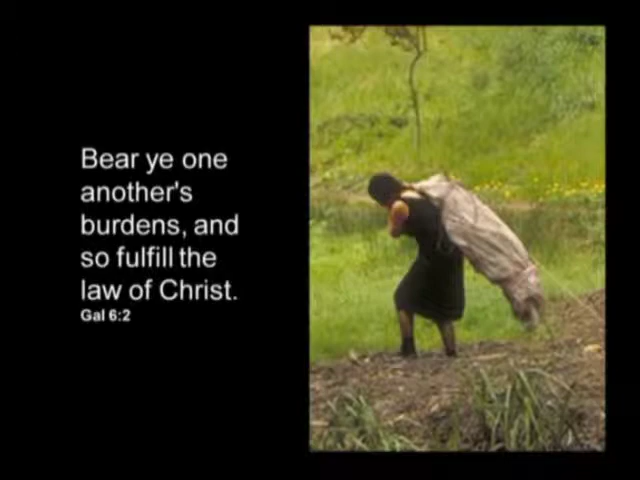 Bear ye one
another's
burdens, and
so fulfill the
law of Christ.
Gal 6:2